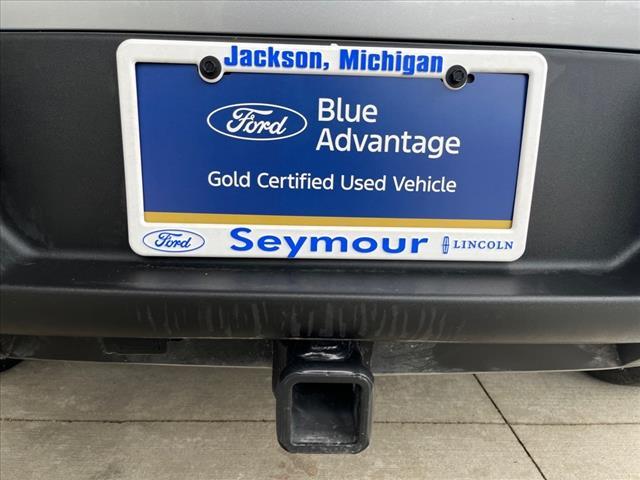 Jackson, Michigan
Ford Blue
Advantage
Gold Certified Used Vehicle
Ford Seymour LINCOLN